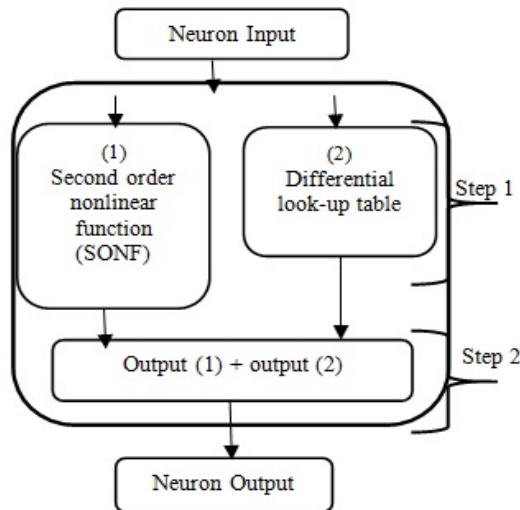 Neuron Input
(1)
Second order
nonlinear
function
(SONF)
(2)
Differential
look-up table
Step 1
Output (1) + output (2)
Step 2
Neuron Output